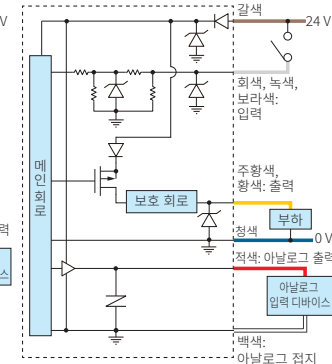 V
갈색
24 V
회색, 녹색,
보라색:
입력
메인 회로
주황색,
황색: 출력
보호 회로
부하
청색
0 V
적색: 아날로그 출력
력
스
아날로그
입력 디바이스
백색:
아날로그 접지